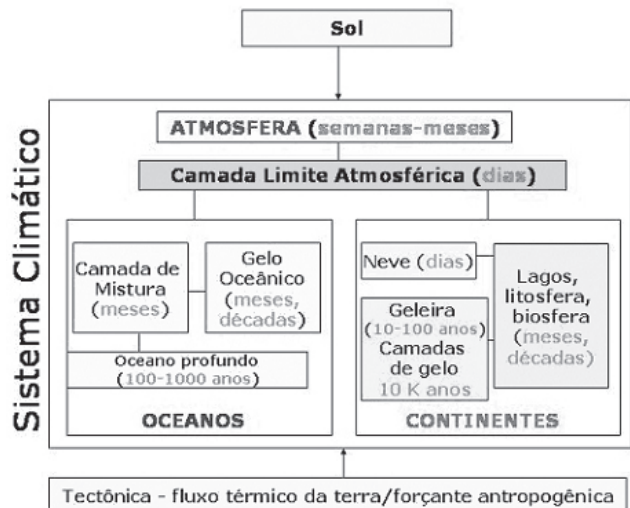 Sol
Sistema Climático
ATMOSFERA (semanas-meses)
Camada Limite Atmosférica (dias)
Camada de
Mistura
(meses)
Gelo
Oceânico
(meses,
décadas)
Oceano profundo
(100-1000 anos)
OCEANOS
Neve (dias)
Geleira
(10-100 anos)
Camadas
de gelo
10 K anos
Lagos,
litosfera,
biosfera
(meses,
décadas)
CONTINENTES
Tectônica - fluxo térmico da terra/forçante antropogênica